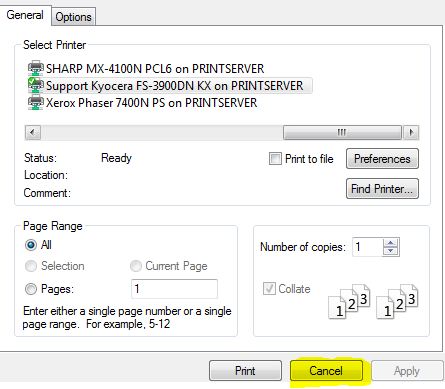 General Options
Select Printer
SHARP MX-4100N PCL6 on PRINTSERVER
Support Kyocera FS-3900DN KX on PRINTSERVER
Xerox Phaser 7400N PS on PRINTSERVER
Status: Ready Print to file Preferences
Location:
Comment: Find Printer...
Page Range
All Number of copies: 1
Selection Current Page
Pages: 1 Collate 1 2 3 1 2 3
Enter either a single page number or a single
page range. For example, 5-12
Print Cancel Apply